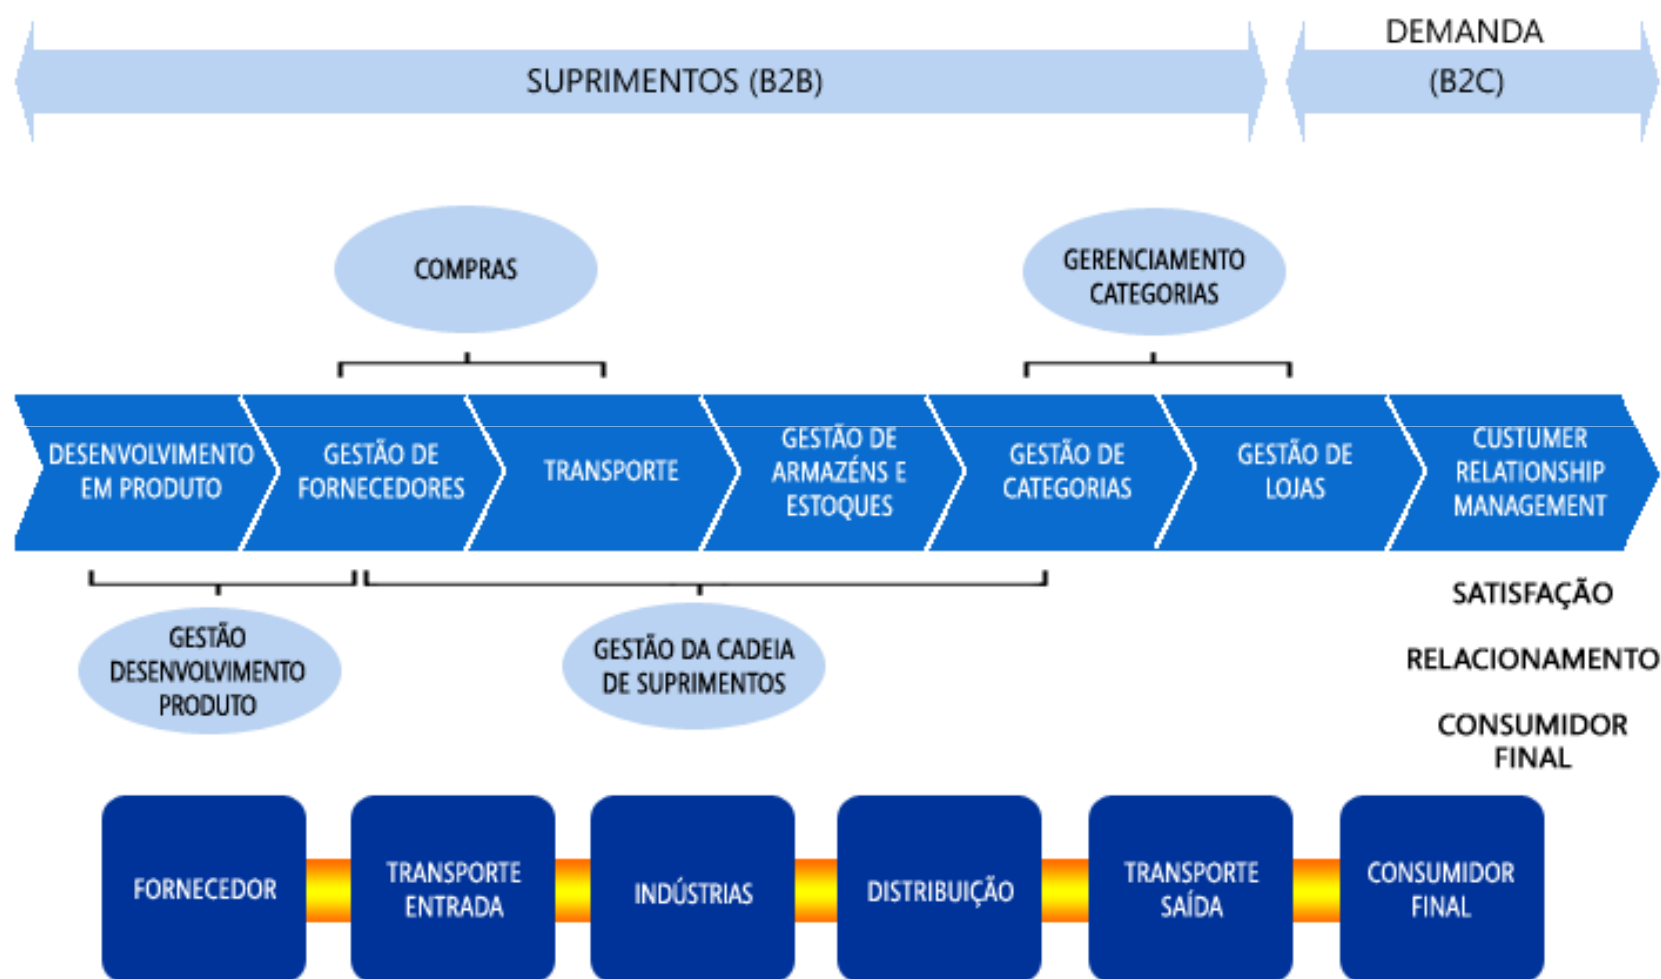 DEMANDA
SUPRIMENTOS (B2B)
(B2C)
COMPRAS
GERENCIAMENTO
CATEGORIAS
DESENVOLVIMENTO
EM PRODUTO
GESTÃO DE
FORNECEDORES
TRANSPORTE
GESTÃO DE
ARMAZÉNS E
ESTOQUES
GESTÃO DE
CATEGORIAS
GESTÃO DE
LOJAS
CUSTUMER
RELATIONSHIP
MANAGEMENT
GESTÃO
DESENVOLVIMENTO
PRODUTO
GESTÃO DA CADEIA
DE SUPRIMENTOS
SATISFAÇÃO
RELACIONAMENTO
CONSUMIDOR
FINAL
FORNECEDOR
TRANSPORTE
ENTRADA
INDÚSTRIAS
DISTRIBUIÇÃO
TRANSPORTE
SAÍDA
CONSUMIDOR
FINAL